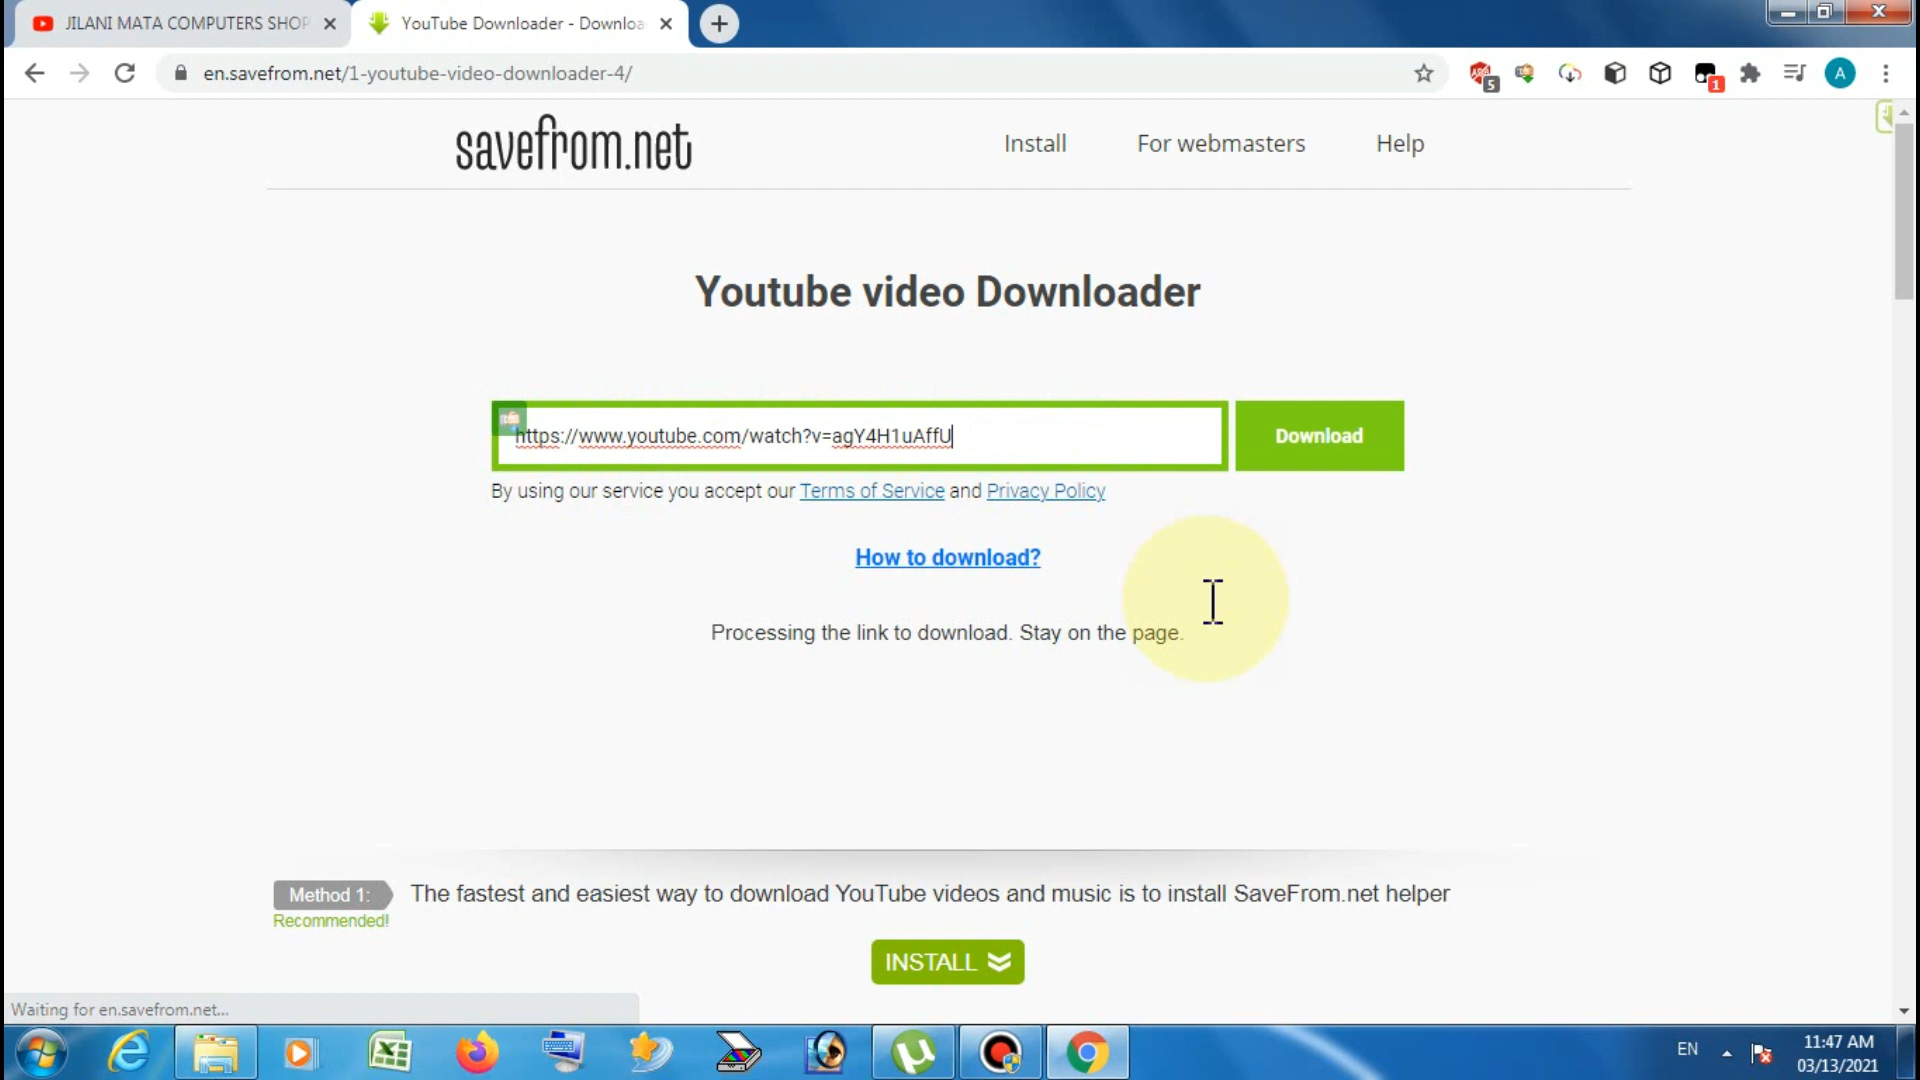 JILANI MATA COMPUTERS SHOP
YouTube Downloader - Downloa
en.savefrom.net/1-youtube-video-downloader-4/
5
1
A
savefrom.net
Install
For webmasters
Help
Youtube video Downloader
https://www.youtube.com/watch?v=agY4H1uAffU
Download
By using our service you accept our Terms of Service and Privacy Policy
How to download?
Processing the link to download. Stay on the page.
Method 1:
The fastest and easiest way to download YouTube videos and music is to install SaveFrom.net helper
Recommended!
INSTALL
Waiting for en.savefrom.net...
EN
11:47 AM
03/13/2021